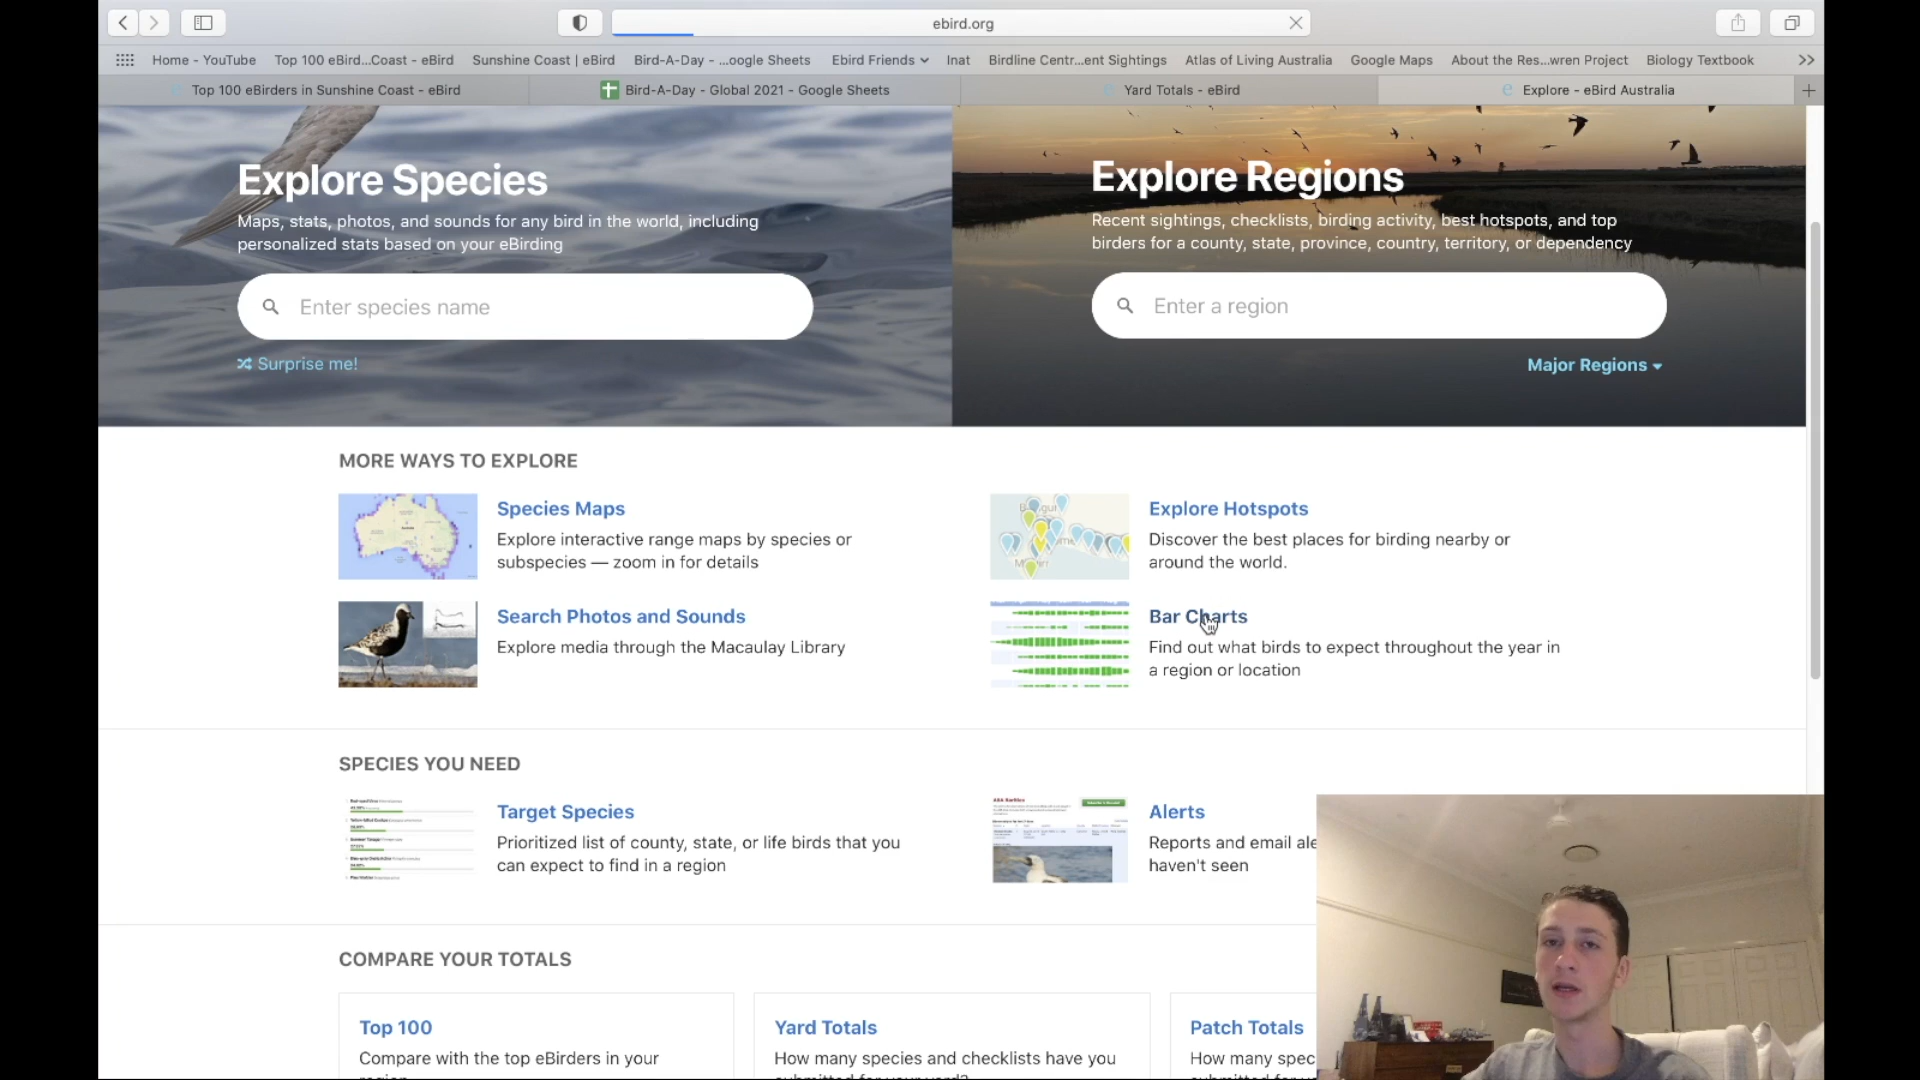 ebird.org
Home - YouTube
Top 100 eBird...Coast - eBird
Sunshine Coast | eBird
Bird-A-Day - ...oogle Sheets
Ebird Friends
Inat
Birdline Centr...ent Sightings
Atlas of Living Australia
Google Maps
About the Res...wren Project
Biology Textbook
Top 100 eBirders in Sunshine Coast - eBird
Bird-A-Day - Global 2021 - Google Sheets
Yard Totals - eBird
Explore - eBird Australia
Explore Species
Maps, stats, photos, and sounds for any bird in the world, including
personalized stats based on your eBirding
Enter species name
Surprise me!
Explore Regions
Recent sightings, checklists, birding activity, best hotspots, and top
birders for a county, state, province, country, territory, or dependency
Enter a region
Major Regions
MORE WAYS TO EXPLORE
Species Maps
Explore interactive range maps by species or
subspecies — zoom in for details
Explore Hotspots
Discover the best places for birding nearby or
around the world.
Search Photos and Sounds
Explore media through the Macaulay Library
Bar Charts
Find out what birds to expect throughout the year in
a region or location
SPECIES YOU NEED
Target Species
Prioritized list of county, state, or life birds that you
can expect to find in a region
Alerts
Reports and email ale
haven't seen
COMPARE YOUR TOTALS
Top 100
Compare with the top eBirders in your
Yard Totals
How many species and checklists have you
Patch Totals
How many spec